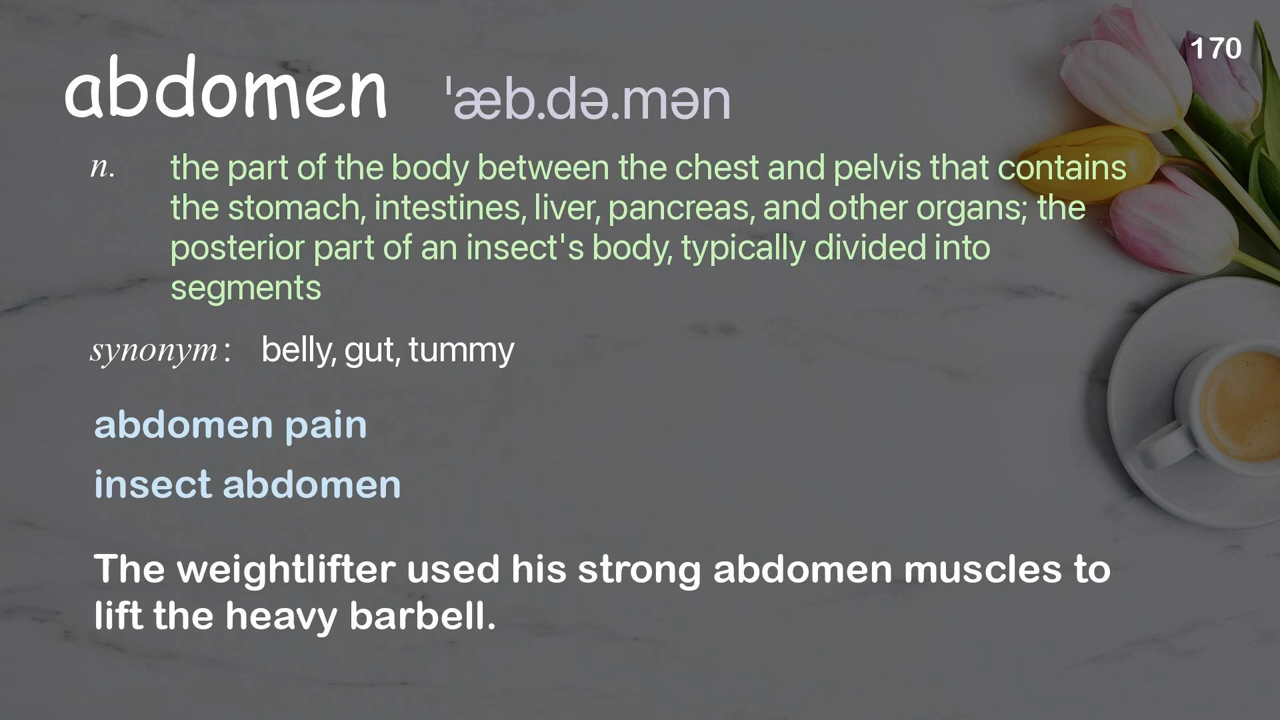 170
abdomen ˈæb.də.mən
n. the part of the body between the chest and pelvis that contains
the stomach, intestines, liver, pancreas, and other organs; the
posterior part of an insect's body, typically divided into
segments
synonym: belly, gut, tummy
abdomen pain
insect abdomen
The weightlifter used his strong abdomen muscles to
lift the heavy barbell.